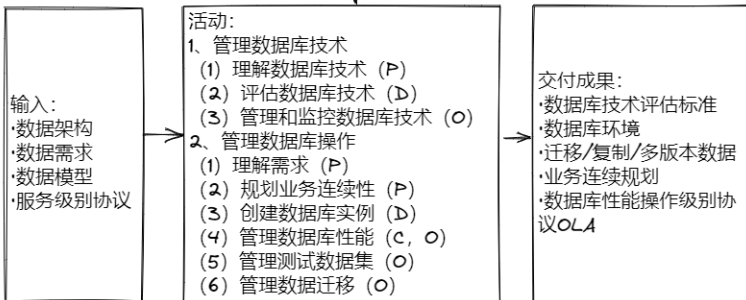 输入：
·数据架构
·数据需求
·数据模型
·服务级别协议
活动：
1、管理数据库技术
（1）理解数据库技术（P）
（2）评估数据库技术（D）
（3）管理和监控数据库技术（O）
2、管理数据库操作
（1）理解需求（P）
（2）规划业务连续性（P）
（3）创建数据库实例（D）
（4）管理数据库性能（C，O）
（5）管理测试数据集（O）
（6）管理数据迁移（O）
交付成果：
·数据库技术评估标准
·数据库环境
·迁移/复制/多版本数据
·业务连续规划
·数据库性能操作级别协
议OLA